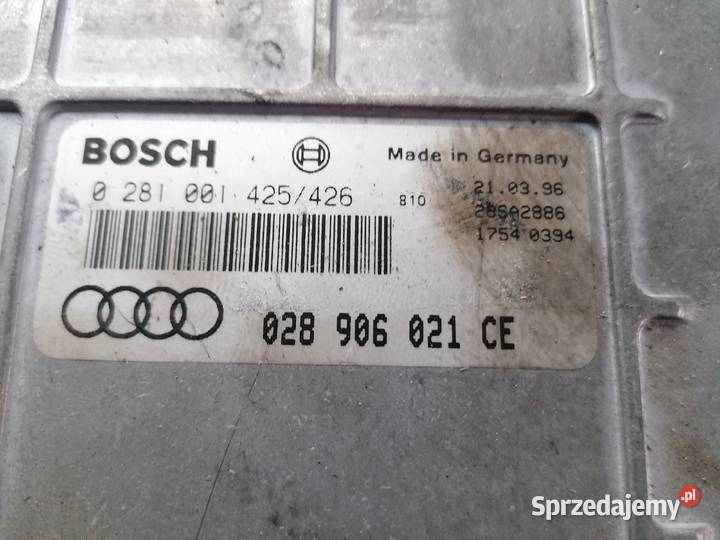 BOSCH Made in Germany
0 281 001 425/426 810 21.03.96
28SA2886
1754 0394
028 906 021 CE
Sprzedajemy.pl